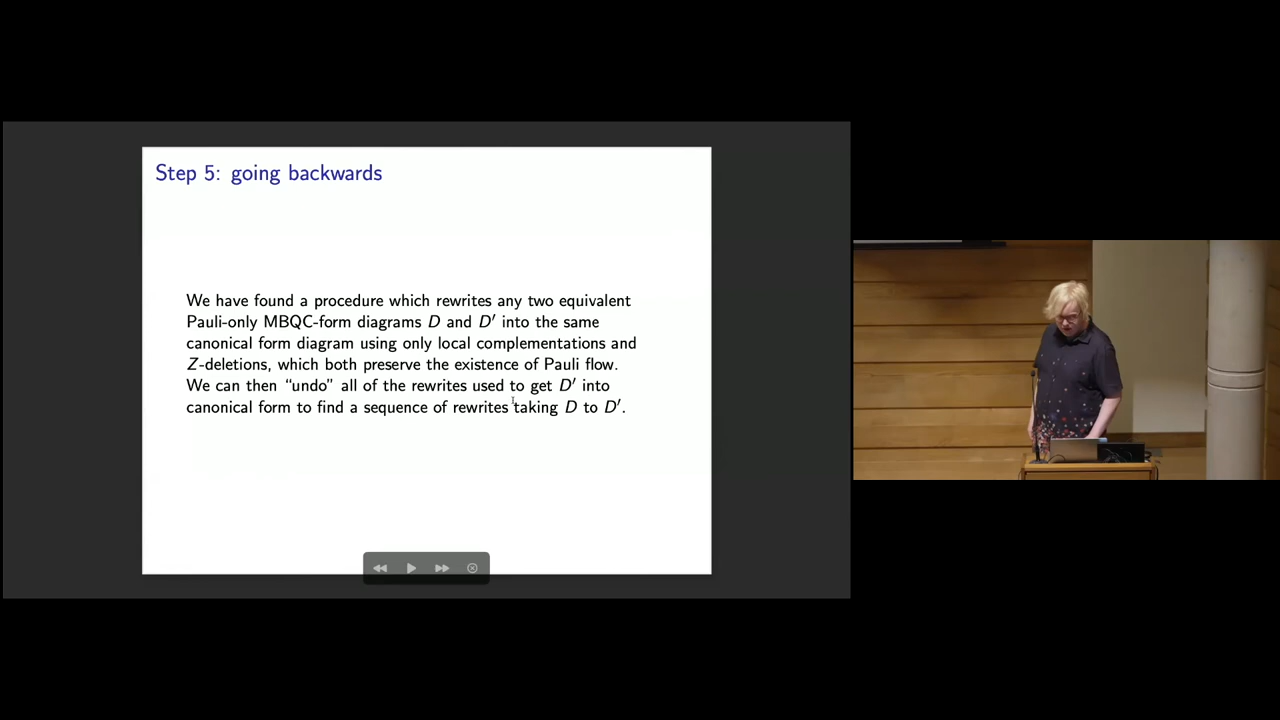 Step 5: going backwards
We have found a procedure which rewrites any two equivalent
Pauli-only MBQC-form diagrams D and D′ into the same
canonical form diagram using only local complementations and
Z-deletions, which both preserve the existence of Pauli flow.
We can then “undo” all of the rewrites used to get D′ into
canonical form to find a sequence of rewrites taking D to D′.